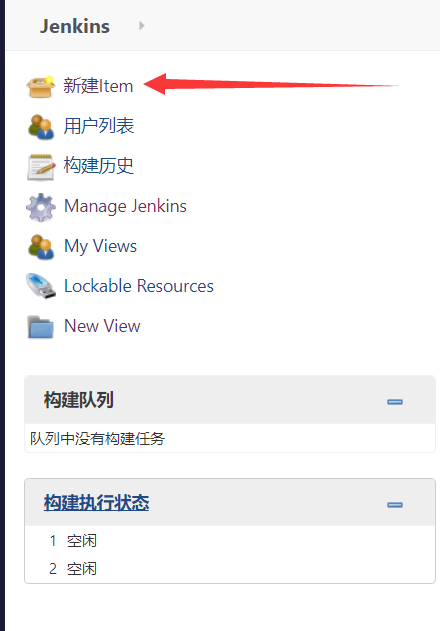 Jenkins
新建Item
用户列表
构建历史
Manage Jenkins
My Views
Lockable Resources
New View
构建队列
队列中没有构建任务
构建执行状态
1 空闲
2 空闲